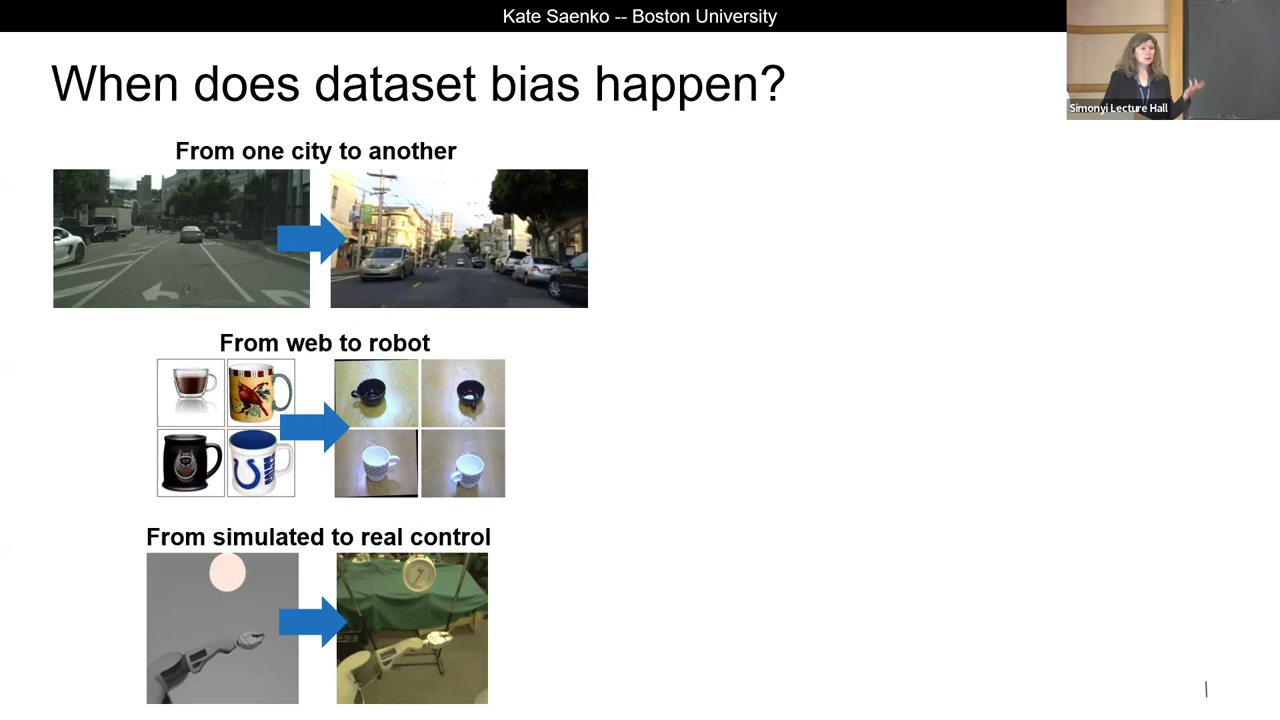 Kate Saenko -- Boston University
Simonyi Lecture Hall
When does dataset bias happen?
From one city to another
From web to robot
COLTS
From simulated to real control